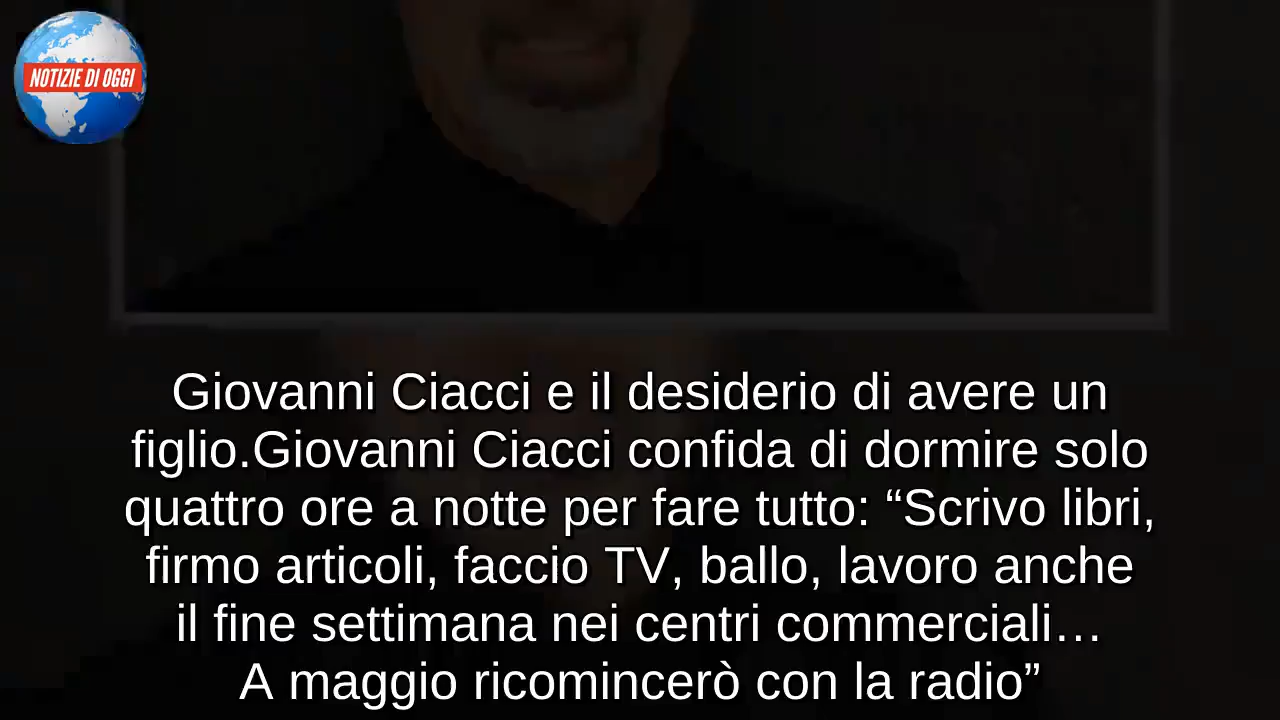 NOTIZIE DI OGGI
Giovanni Ciacci e il desiderio di avere un
figlio.Giovanni Ciacci confida di dormire solo
quattro ore a notte per fare tutto: “Scrivo libri,
firmo articoli, faccio TV, ballo, lavoro anche
il fine settimana nei centri commerciali…
A maggio ricomincerò con la radio”